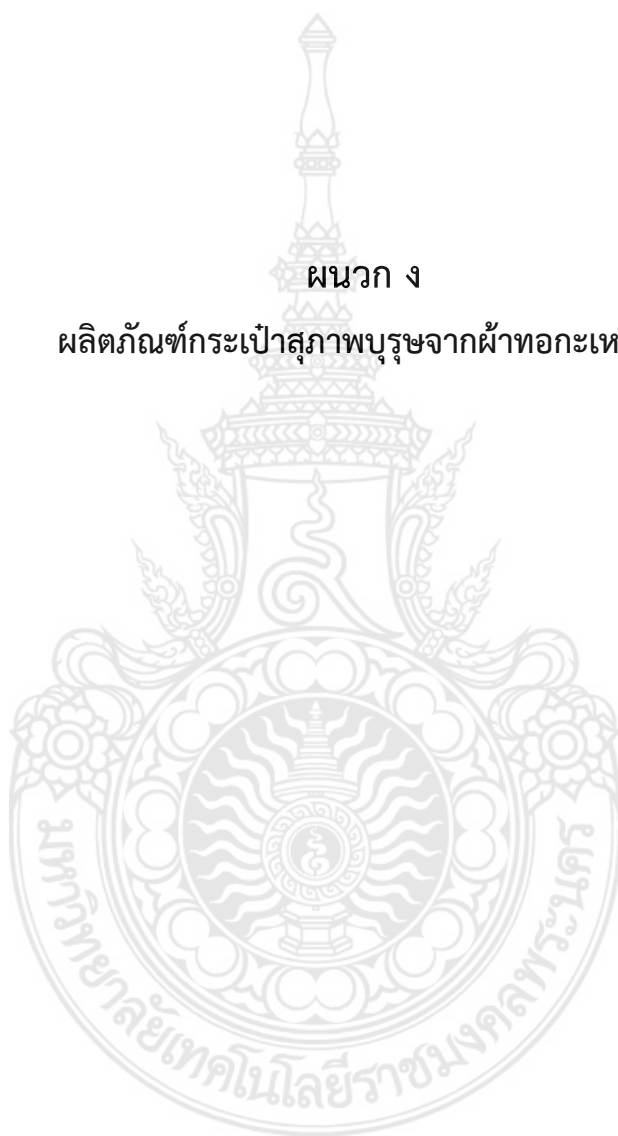 ผนวก ง
ผลิตภัณฑ์กระเป๋าสุภาพบุรุษจากผ้าทอกะเห
มหาวิทยาลัยเทคโนโลยีราชมงคลพระนคร